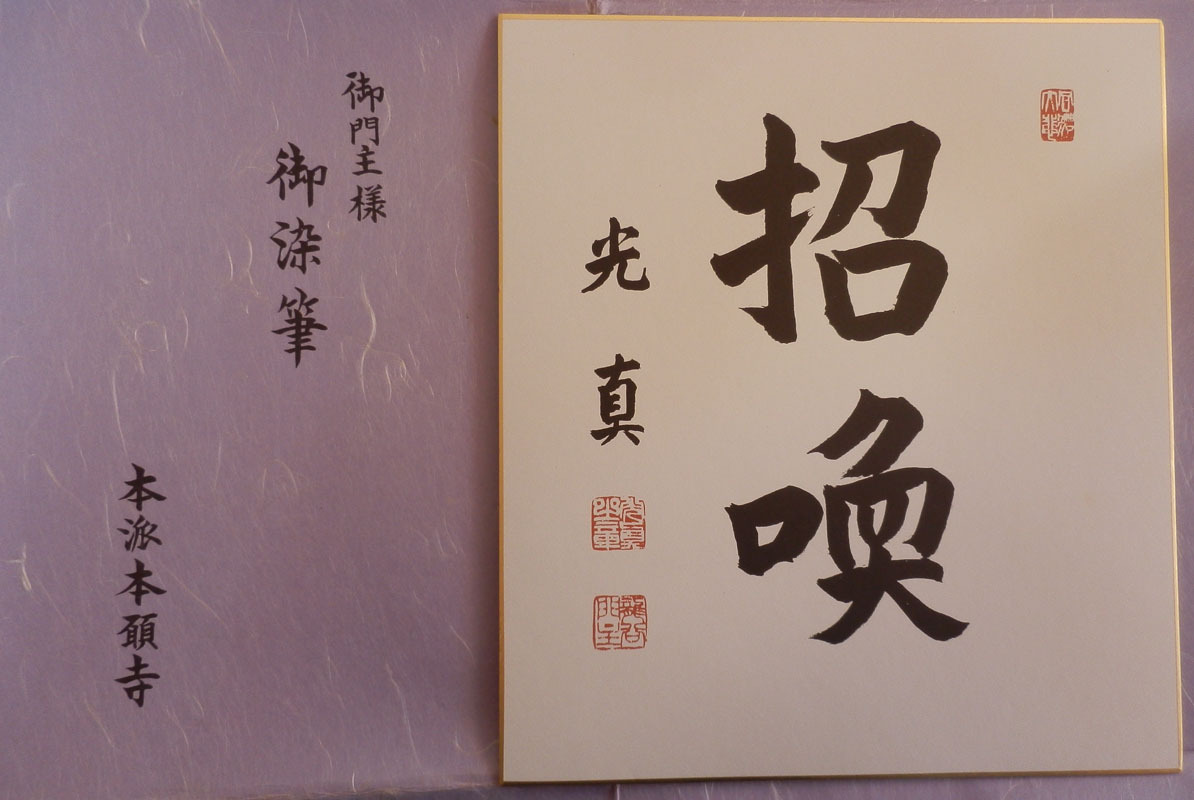 招喚
光真
御門主様
御染筆
本派本願寺